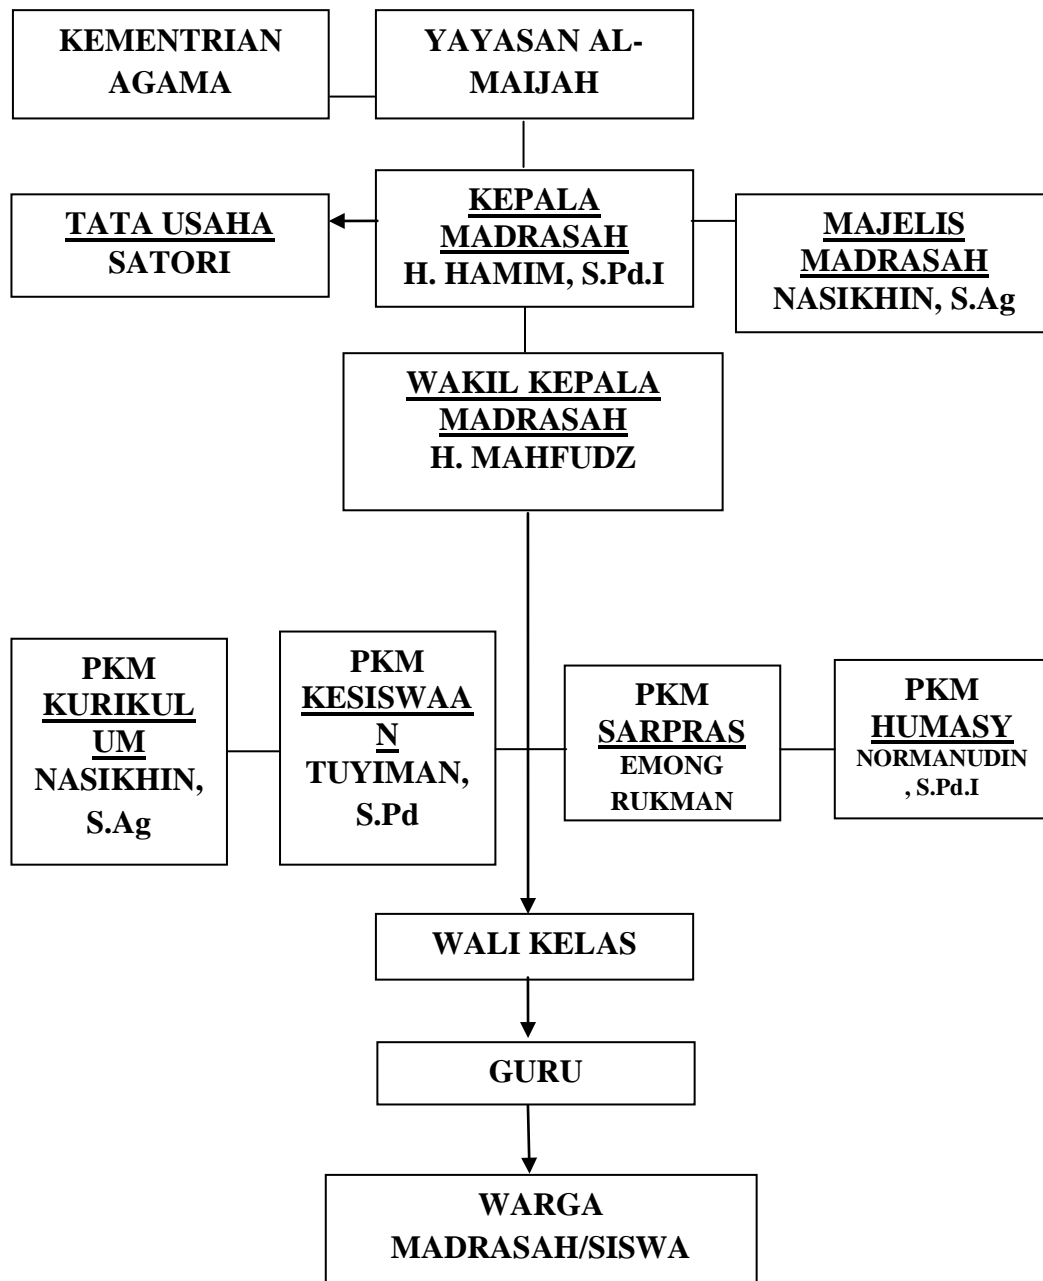 KEMENTRIAN
AGAMA
YAYASAN AL-
MAIJAH
TATA USAHA
SATORI
KEPALA
MADRASAH
H. HAMIM, S.Pd.I
MAJELIS
MADRASAH
NASIKHIN, S.Ag
WAKIL KEPALA
MADRASAH
H. MAHFUDZ
PKM
KURIKUL
UM
NASIKHIN,
S.Ag
PKM
KESISWAA
N
TUYIMAN,
S.Pd
PKM
SARPRAS
EMONG
RUKMAN
PKM
HUMASY
NORMANUDIN
, S.Pd.I
WALI KELAS
GURU
WARGA
MADRASAH/SISWA